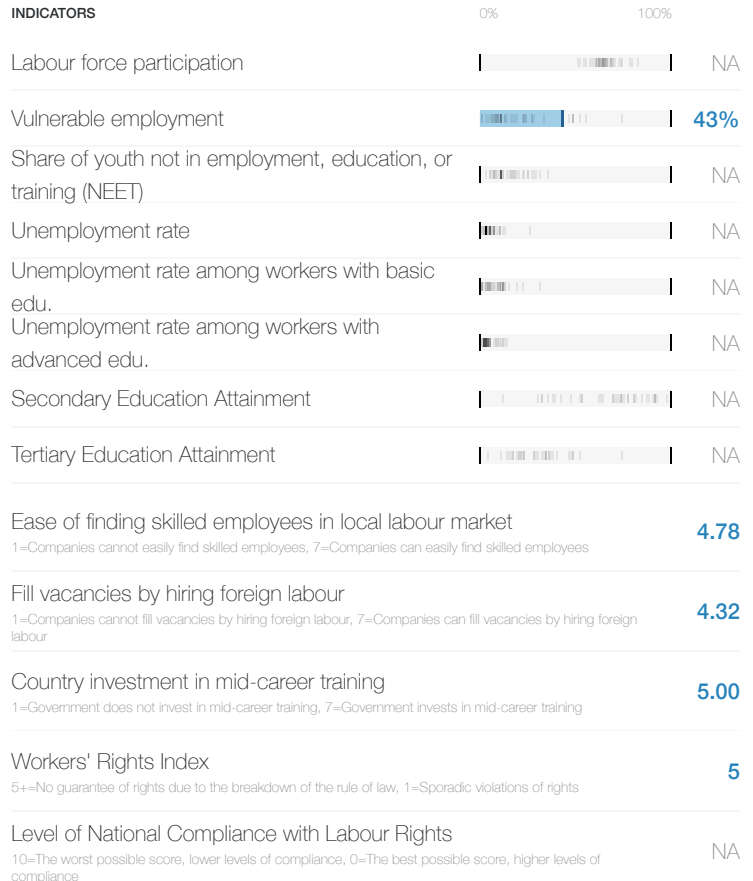 INDICATORS 0% 100%
Labour force participation NA
Vulnerable employment 43%
Share of youth not in employment, education, or
training (NEET) NA
Unemployment rate NA
Unemployment rate among workers with basic
edu. NA
Unemployment rate among workers with
advanced edu. NA
Secondary Education Attainment NA
Tertiary Education Attainment NA
Ease of finding skilled employees in local labour market 4.78
1=Companies cannot easily find skilled employees, 7=Companies can easily find skilled employees
Fill vacancies by hiring foreign labour 4.32
1=Companies cannot fill vacancies by hiring foreign labour, 7=Companies can fill vacancies by hiring foreign
labour
Country investment in mid-career training 5.00
1=Government does not invest in mid-career training, 7=Government invests in mid-career training
Workers' Rights Index 5
5+=No guarantee of rights due to the breakdown of the rule of law, 1=Sporadic violations of rights
Level of National Compliance with Labour Rights NA
10=The worst possible score, lower levels of compliance, 0=The best possible score, higher levels of
compliance